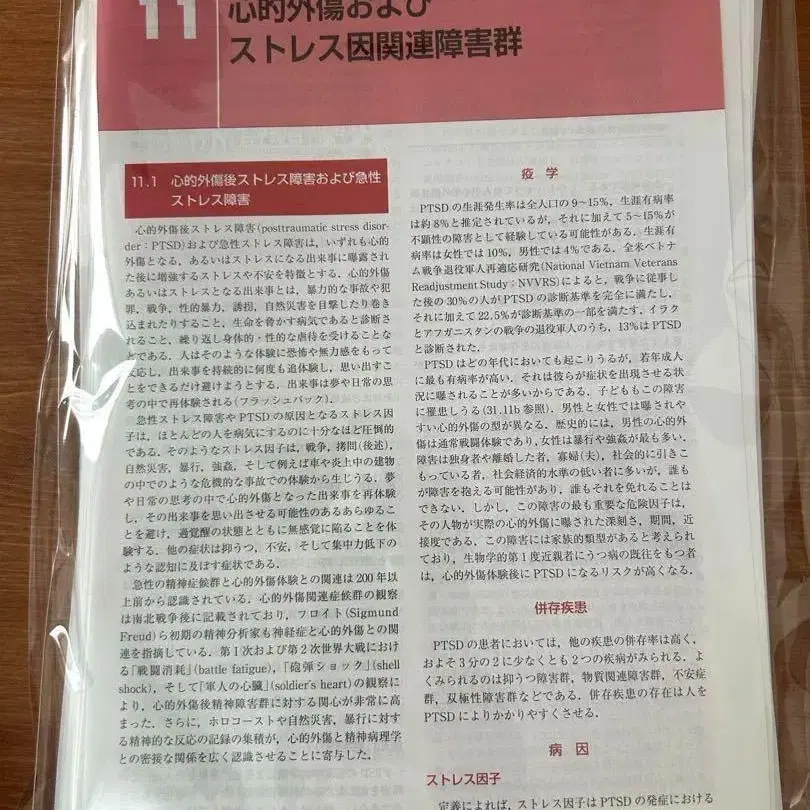 11
心的外傷および
ストレス因関連障害群
11.1 心的外傷後ストレス障害および急性
ストレス障害
心的外傷後ストレス障害(posttraumatic stress disor-
der：PTSD)および急性ストレス障害は，いずれも心的
外傷となる，あるいはストレスになる出来事に曝露され
た後に増強するストレスや不安を特徴とする．心的外傷
あるいはストレスとなる出来事とは，暴力的な事故や犯
罪，戦争，性的暴力，誘拐，自然災害を目撃したり巻き
込まれたりすること，生命を脅かす病気であると診断さ
れること，繰り返し身体的・性的な虐待を受けることな
どである．人はそのような体験に恐怖や無力感をもって
反応し，出来事を持続的に何度も追体験し，思い出すこ
とをできるだけ避けようとする．出来事は夢や日常の思
考の中で再体験される(フラッシュバック)．
急性ストレス障害やPTSDの原因となるストレス因
子は，ほとんどの人を病気にするのに十分なほど圧倒的
である．そのようなストレス因子は，戦争，拷問(後述)，
自然災害，暴行，強姦，そして例えば車や炎上中の建物
の中でのような危機的な事故での体験から生じうる．夢
や日常の思考の中で心的外傷となった出来事を再体験
し，その出来事を思い出させる可能性のあるあらゆるこ
とを避け，過覚醒の状態とともに無感覚に陥ることを体
験する．他の症状は抑うつ，不安，そして集中力低下の
ような認知に及ぼす症状である．
急性の精神症候群と心的外傷体験との関連は200年以
上前から認識されている．心的外傷関連症候群の観察
は南北戦争後に記載されており，フロイト(Sigmund
Freud)ら初期の精神分析家も神経症と心的外傷との関
連を指摘している．第1次および第2次世界大戦におけ
る「戦闘消耗」(battle fatigue)，「砲弾ショック」(shell
shock)，そして「軍人の心臓」(soldier's heart)の観察に
より，心的外傷後精神障害群に対する関心が非常に高
まった．さらに，ホロコーストや自然災害，暴行に対す
る精神的な反応の記録の集積が，心的外傷と精神病理学
との密接な関係を広く認識させることに寄与した．
疫学
PTSDの生涯発生率は全人口の9～15%，生涯有病率
は約8%と推定されているが，それに加えて5～15%が
不顕性の障害として経験している可能性がある．生涯有
病率は女性では10%，男性では4%である．全米ベトナ
ム戦争退役軍人再適応研究(National Vietnam Veterans
Readjustment Study：NVVRS)によると，戦争に従事し
た後の30%の人がPTSDの診断基準を完全に満たし，
それに加えて22.5%が診断基準の一部を満たす．イラク
とアフガニスタンの戦争の退役軍人のうち，13%はPTSD
と診断された．
PTSDはどの年代においても起こりうるが，若年成人
に最も有病率が高い．それは彼らが症状を出現させる状
況に曝されることが多いからである．子どももこの障害
に罹患しうる(31.11b参照)．男性と女性では曝されや
すい心的外傷の型が異なる．歴史的には，男性の心的外
傷は通常戦闘体験であり，女性は暴行や強姦が最も多い．
障害は独身者や離婚した者，寡婦(夫)，社会的に引きこ
もっている者，社会経済的水準の低い者に多いが，誰も
が障害を抱える可能性があり，誰もそれを免れることは
できない．しかし，この障害の最も重要な危険因子は，
その人物が実際の心的外傷に曝された深刻さ，期間，近
接度である．この障害には家族的類型があると考えられ
ており，生物学的第1度近親者にうつ病の既往をもつ者
は，心的外傷体験後にPTSDになるリスクが高くなる．
併存疾患
PTSDの患者においては，他の疾患の併存率は高く，
およそ3分の2に少なくとも2つの疾病がみられる．よ
くみられるのは抑うつ障害群，物質関連障害群，不安症
群，双極性障害群などである．併存疾患の存在は人を
PTSDによりかかりやすくさせる．
病因
ストレス因子
定義によれば，ストレス因子はPTSDの発症における